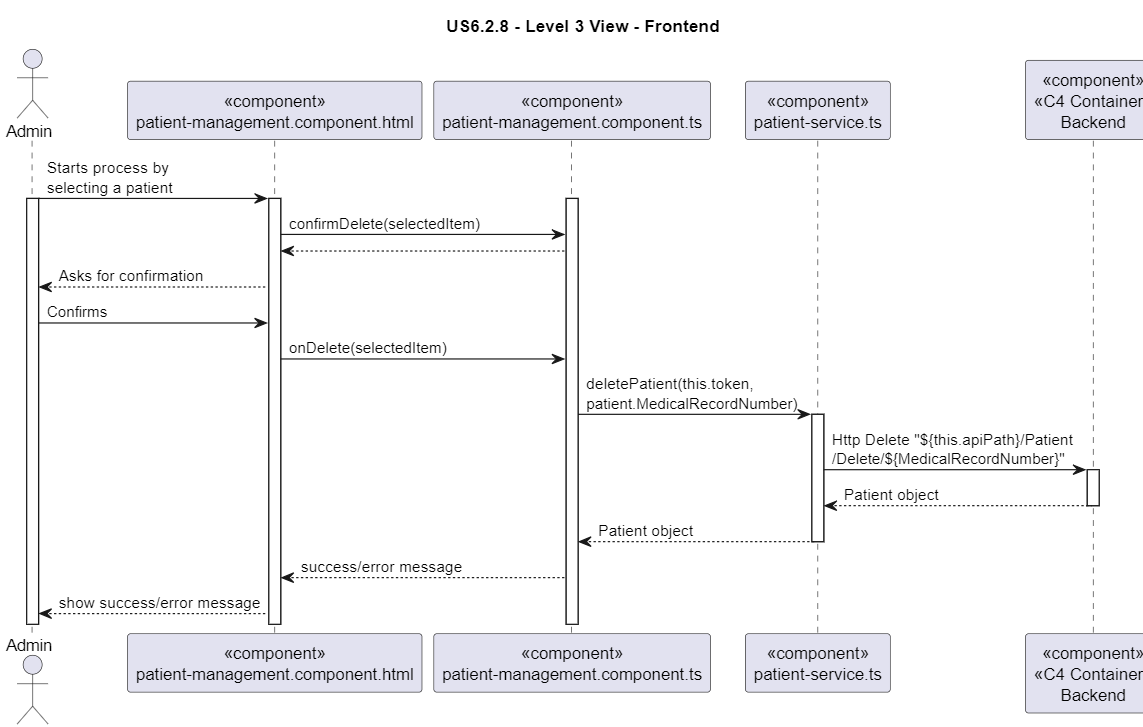 US6.2.8 - Level 3 View - Frontend
Admin
«component»
patient-management.component.html
«component»
patient-management.component.ts
«component»
patient-service.ts
«component»
«C4 Container
Backend
Starts process by
selecting a patient
confirmDelete(selectedItem)
Asks for confirmation
Confirms
onDelete(selectedItem)
deletePatient(this.token,
patient.MedicalRecordNumber)
Http Delete "${this.apiPath}/Patient
/Delete/${MedicalRecordNumber}"
Patient object
Patient object
success/error message
show success/error message
Admin
«component»
patient-management.component.html
«component»
patient-management.component.ts
«component»
patient-service.ts
«component»
«C4 Container
Backend